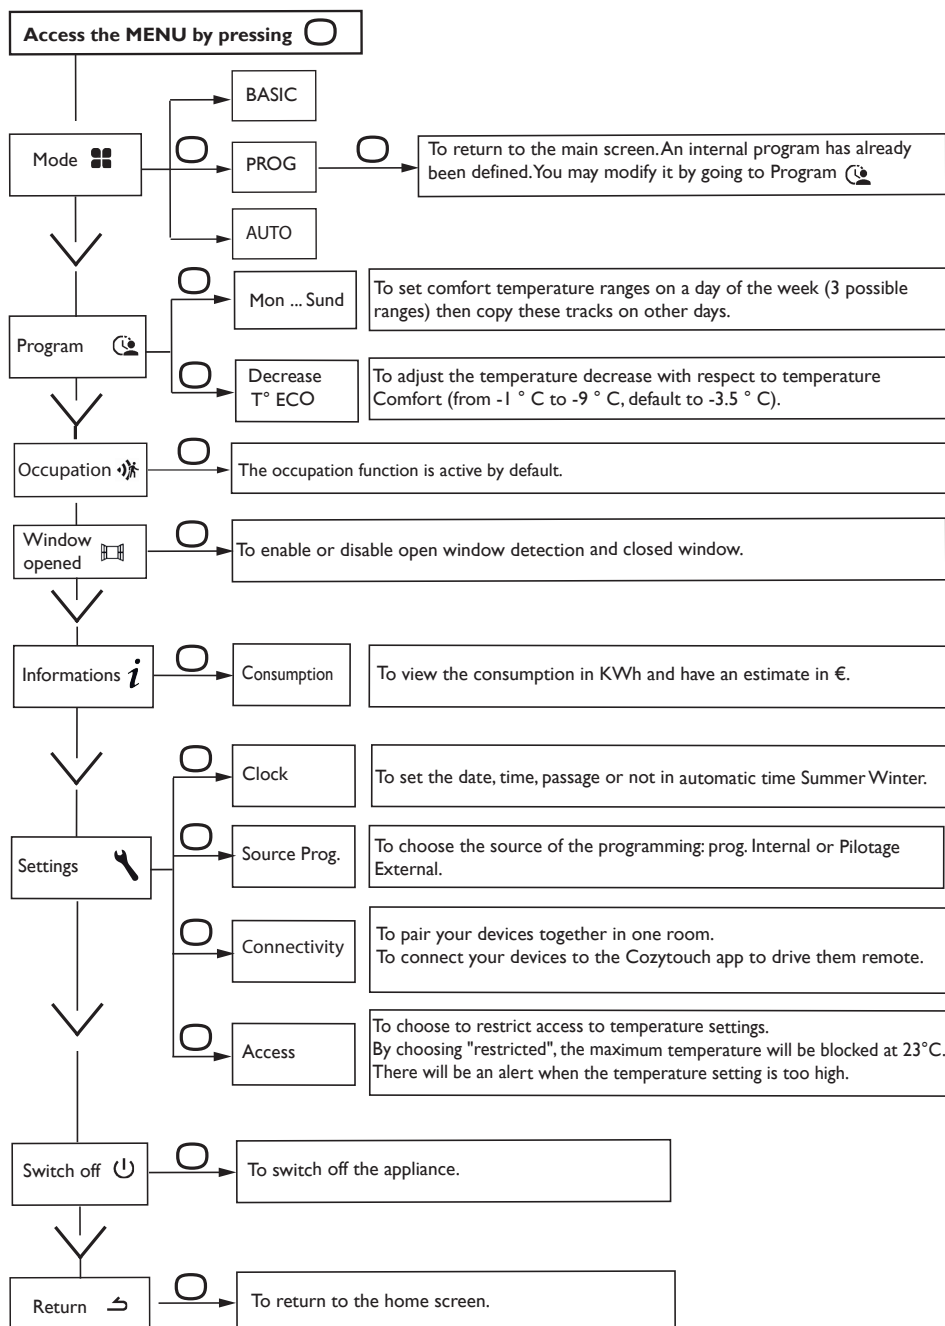 Access the MENU by pressing
BASIC
Mode
PROG
To return to the main screen. An internal program has already
been defined. You may modify it by going to Program
AUTO
Program
Mon ... Sund
To set comfort temperature ranges on a day of the week (3 possible
ranges) then copy these tracks on other days.
Decrease
T° ECO
To adjust the temperature decrease with respect to temperature
Comfort (from -1 ° C to -9 ° C, default to -3.5 ° C).
Occupation
The occupation function is active by default.
Window
opened
To enable or disable open window detection and closed window.
Informations i
Consumption
To view the consumption in KWh and have an estimate in €.
Settings
Clock
To set the date, time, passage or not in automatic time Summer Winter.
Source Prog.
To choose the source of the programming: prog. Internal or Pilotage
External.
Connectivity
To pair your devices together in one room.
To connect your devices to the Cozytouch app to drive them remote.
Access
To choose to restrict access to temperature settings.
By choosing "restricted", the maximum temperature will be blocked at 23°C.
There will be an alert when the temperature setting is too high.
Switch off
To switch off the appliance.
Return
To return to the home screen.